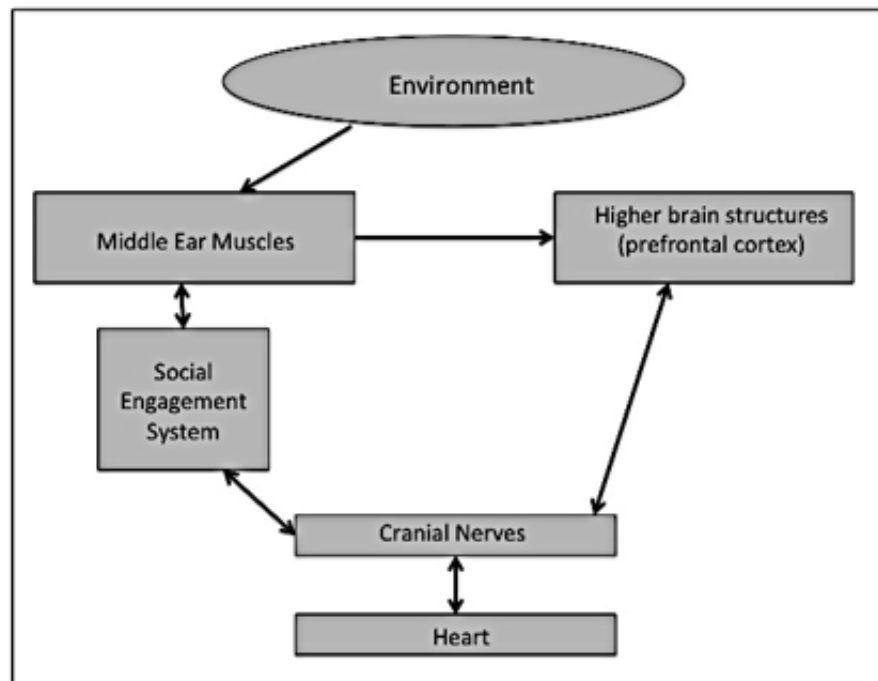 Environment
Middle Ear Muscles
Higher brain structures
(prefrontal cortex)
Social
Engagement
System
Cranial Nerves
Heart